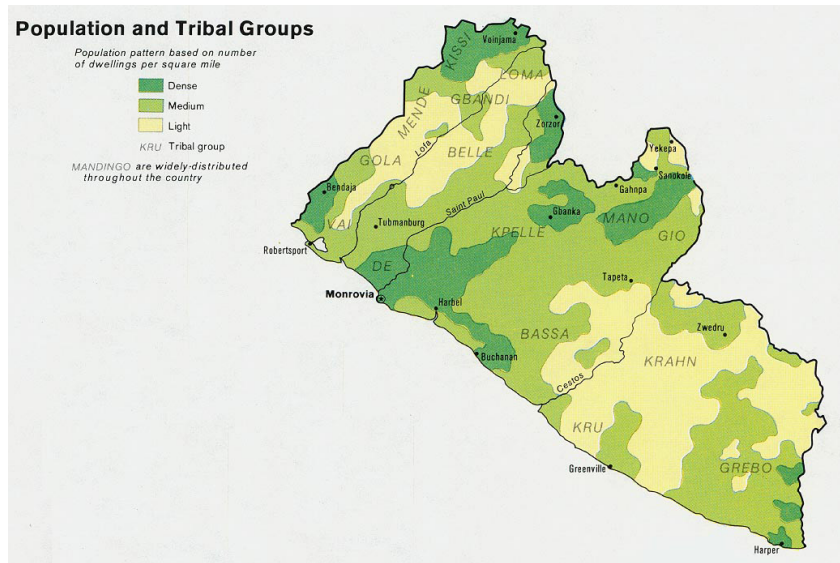 Population and Tribal Groups
Population pattern based on number
of dwellings per square mile
Dense
Medium
Light
KRU Tribal group
MANDINGO are widely-distributed
throughout the country
KISSI
Voinjama
LOMA
GBANDI
MENDE
Zorzor
Lofa
BELLE
GOLA
Yekepa
Sanokole
Bendaja
Gahnpa
Saint Paul
Gbanka
MANO
VAI
Tubmanburg
KPELLE
GIO
Robertsport
DE
Tapeta
Monrovia
Harbel
Zwedru
BASSA
Buchanan
KRAHN
Cestos
KRU
Greenville
GREBO
Harper